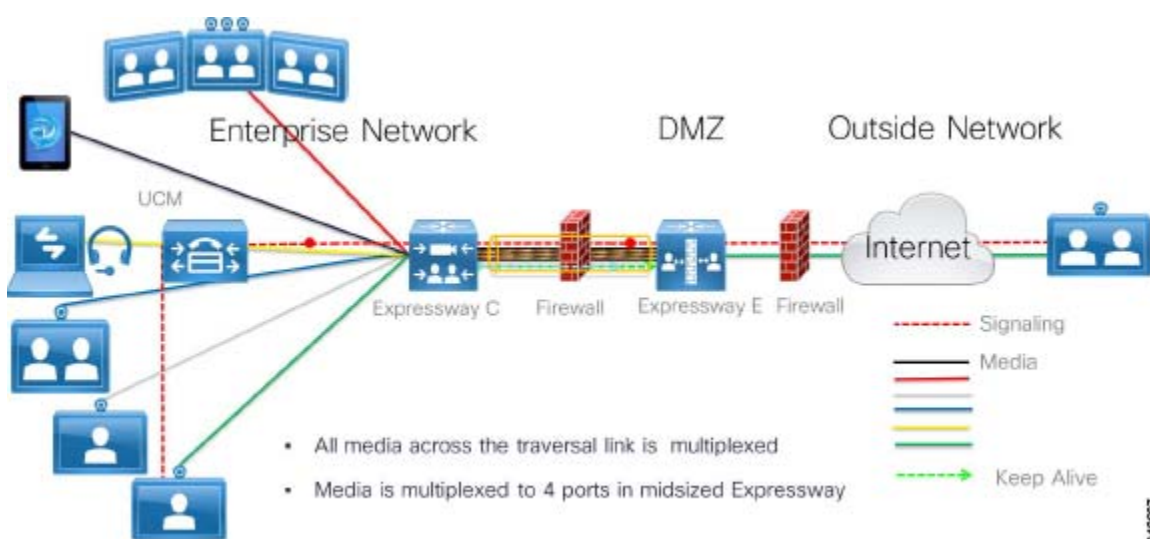 Enterprise Network
DMZ
Outside Network
UCM
Internet
Expressway C
Firewall
Expressway E
Firewall
Signaling
Media
• All media across the traversal link is multiplexed
• Media is multiplexed to 4 ports in midsized Expressway
Keep Alive